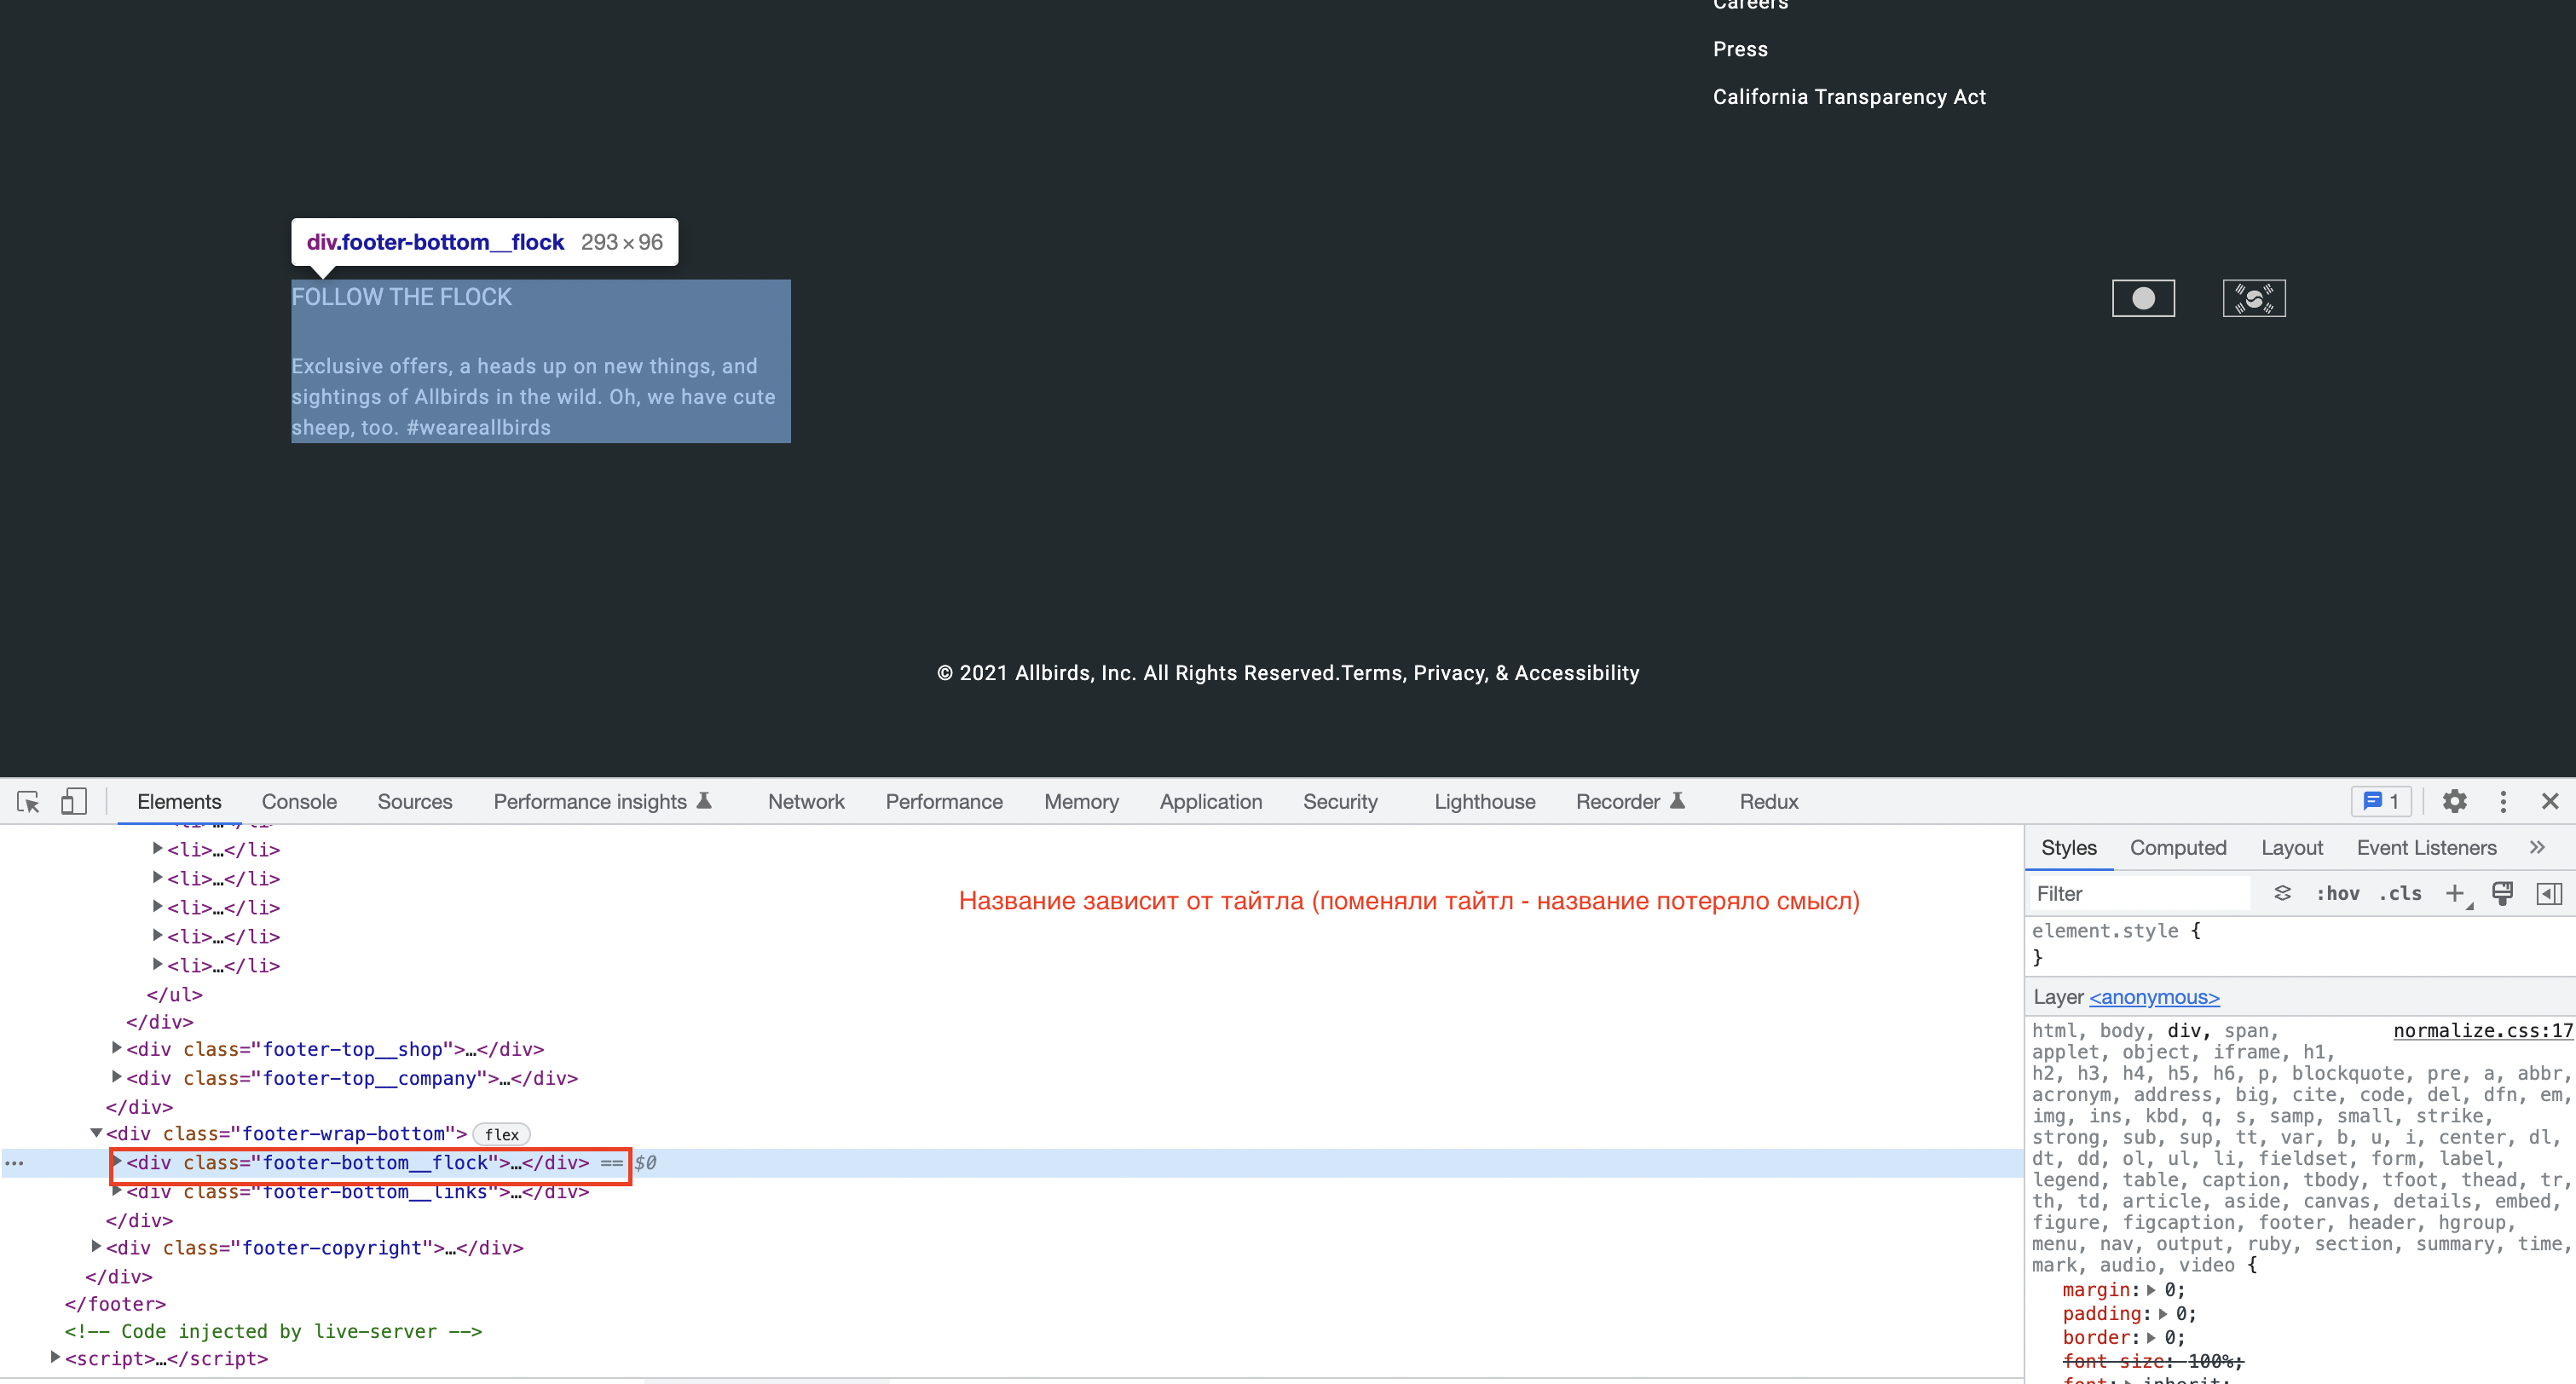 Careers
Press
California Transparency Act
div.footer-bottom__flock 293 × 96
FOLLOW THE FLOCK
Exclusive offers, a heads up on new things, and
sightings of Allbirds in the wild. Oh, we have cute
sheep, too. #weareallbirds
© 2021 Allbirds, Inc. All Rights Reserved.Terms, Privacy, & Accessibility
Elements Console Sources Performance insights Network Performance Memory Application Security Lighthouse Recorder Redux 1
<li>…</li>
<li>…</li>
<li>…</li>
<li>…</li>
<li>…</li>
<li>…</li>
</ul>
</div>
<div class="footer-top__shop">…</div>
<div class="footer-top__company">…</div>
</div>
<div class="footer-wrap-bottom"> flex
… <div class="footer-bottom__flock">…</div> == $0
<div class="footer-bottom__links">…</div>
</div>
<div class="footer-copyright">…</div>
</div>
</footer>
<!-- Code injected by live-server -->
<script>…</script>
Название зависит от тайтла (поменяли тайтл - название потеряло смысл)
Styles Computed Layout Event Listeners »
Filter :hov .cls +
element.style {
}
Layer <anonymous>
html, body, div, span, normalize.css:17
applet, object, iframe, h1,
h2, h3, h4, h5, h6, p, blockquote, pre, a, abbr,
acronym, address, big, cite, code, del, dfn, em,
img, ins, kbd, q, s, samp, small, strike,
strong, sub, sup, tt, var, b, u, i, center, dl,
dt, dd, ol, ul, li, fieldset, form, label,
legend, table, caption, tbody, tfoot, thead, tr,
th, td, article, aside, canvas, details, embed,
figure, figcaption, footer, header, hgroup,
menu, nav, output, ruby, section, summary, time,
mark, audio, video {
margin: 0;
padding: 0;
border: 0;
font-size: 100%;
font: inherit;